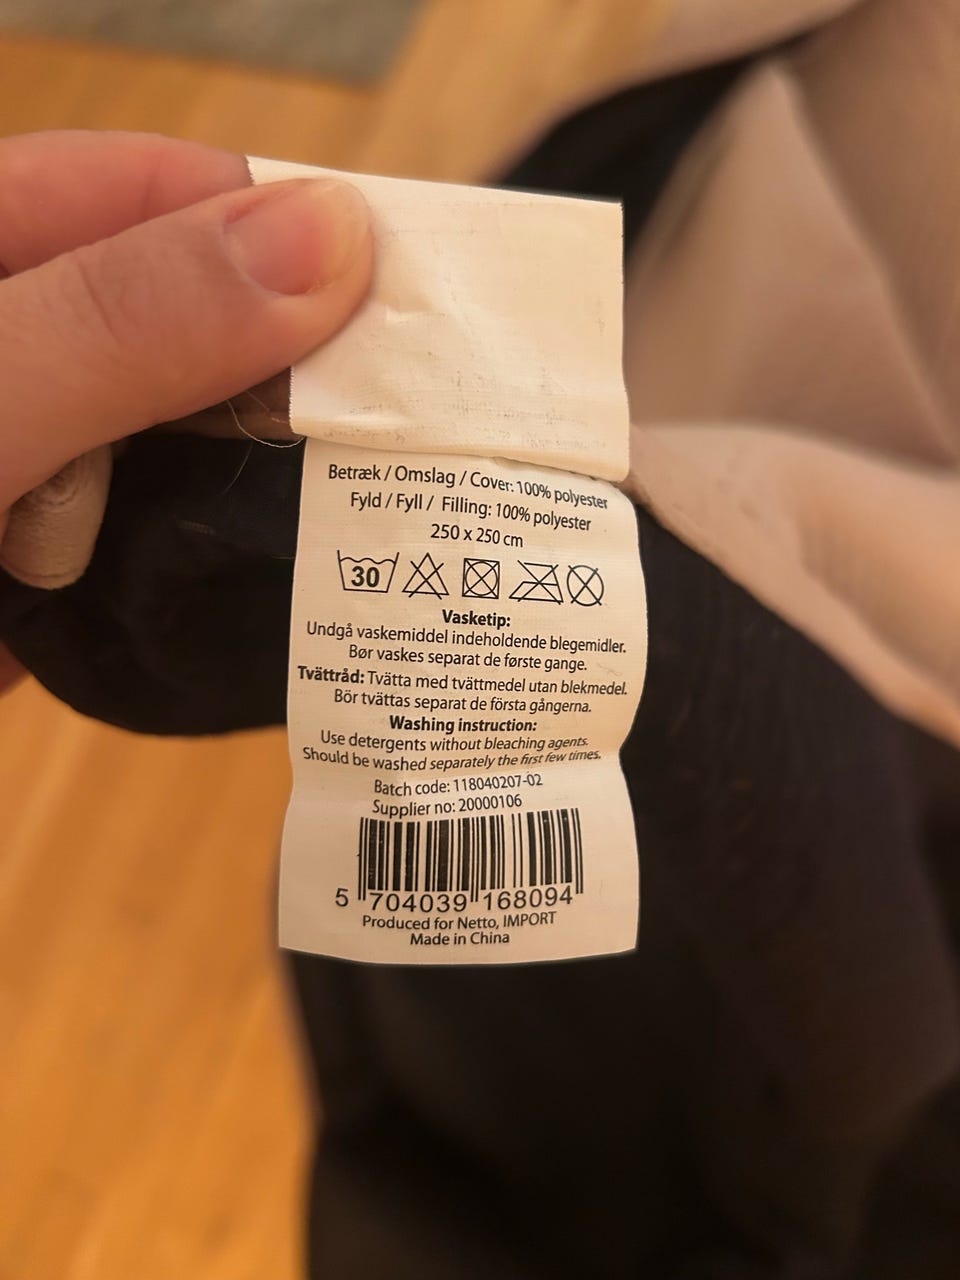 Betræk / Omslag / Cover: 100% polyester
Fyld / Fyll / Filling: 100% polyester
250 x 250 cm
30
Vasketip:
Undgå vaskemiddel indeholdende blegemidler.
Bør vaskes separat de første gange.
Tvättråd: Tvätta med tvättmedel utan blekmedel.
Bör tvättas separat de första gångerna.
Washing instruction:
Use detergents without bleaching agents.
Should be washed separately the first few times.
Batch code: 118040207-02
Supplier no: 20000106
5 704039 168094
Produced for Netto, IMPORT
Made in China